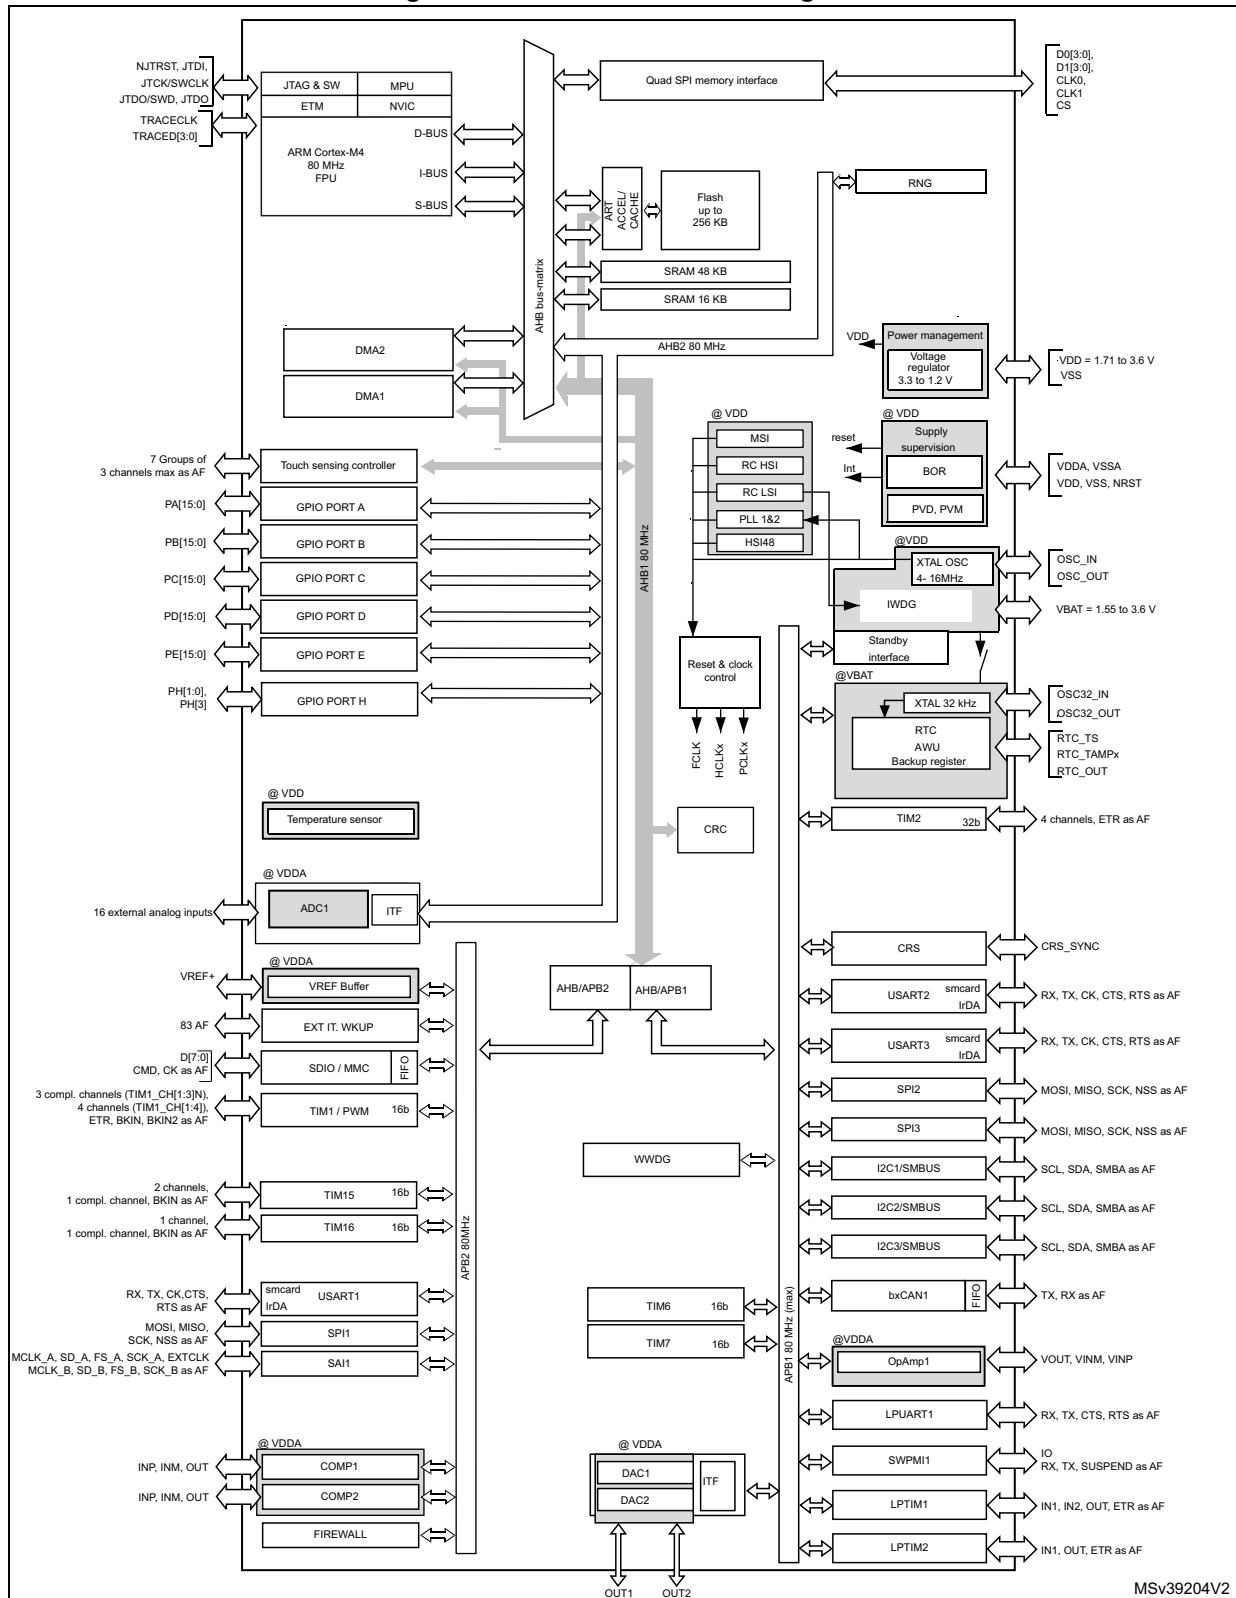 NJTRST, JTDI,
JTCK/SWCLK
JTDO/SWD, JTDO
TRACECLK
TRACED[3:0]
JTAG & SW
MPU
ETM
NVIC
ARM Cortex-M4
80 MHz
FPU
D-BUS
I-BUS
S-BUS
AHB bus-matrix
Quad SPI memory interface
D0[3:0],
D1[3:0],
CLK0,
CLK1
CS
ART
ACCEL/
CACHE
Flash
up to
256 KB
RNG
SRAM 48 KB
SRAM 16 KB
AHB2 80 MHz
DMA2
DMA1
VDD
Power management
Voltage
regulator
3.3 to 1.2 V
VDD = 1.71 to 3.6 V
VSS
@ VDD
MSI
RC HSI
RC LSI
PLL 1&2
HSI48
@ VDD
reset
Int
Supply
supervision
BOR
PVD, PVM
VDDA, VSSA
VDD, VSS, NRST
7 Groups of
3 channels max as AF
Touch sensing controller
PA[15:0]
GPIO PORT A
PB[15:0]
GPIO PORT B
PC[15:0]
GPIO PORT C
PD[15:0]
GPIO PORT D
PE[15:0]
GPIO PORT E
PH[1:0],
PH[3]
GPIO PORT H
AHB1 80 MHz
@VDD
XTAL OSC
4- 16MHz
IWDG
OSC_IN
OSC_OUT
VBAT = 1.55 to 3.6 V
Standby
interface
Reset & clock
control
FCLK
HCLKx
PCLKx
@VBAT
XTAL 32 kHz
RTC
AWU
Backup register
OSC32_IN
OSC32_OUT
RTC_TS
RTC_TAMPx
RTC_OUT
@ VDD
Temperature sensor
CRC
TIM2
32b
4 channels, ETR as AF
@ VDDA
16 external analog inputs
ADC1
ITF
CRS
CRS_SYNC
@ VDDA
VREF+
VREF Buffer
AHB/APB2
AHB/APB1
USART2
smcard
IrDA
RX, TX, CK, CTS, RTS as AF
83 AF
EXT IT. WKUP
USART3
smcard
IrDA
RX, TX, CK, CTS, RTS as AF
D[7:0]
CMD, CK as AF
SDIO / MMC
FIFO
3 compl. channels (TIM1_CH[1:3]N),
4 channels (TIM1_CH[1:4]),
ETR, BKIN, BKIN2 as AF
TIM1 / PWM
16b
SPI2
MOSI, MISO, SCK, NSS as AF
SPI3
MOSI, MISO, SCK, NSS as AF
WWDG
I2C1/SMBUS
SCL, SDA, SMBA as AF
2 channels,
1 compl. channel, BKIN as AF
TIM15
16b
1 channel,
1 compl. channel, BKIN as AF
TIM16
16b
APB2 80MHz
I2C2/SMBUS
SCL, SDA, SMBA as AF
I2C3/SMBUS
SCL, SDA, SMBA as AF
RX, TX, CK,CTS,
RTS as AF
smcard
IrDA
USART1
TIM6
16b
TIM7
16b
APB1 80 MHz (max)
bxCAN1
FIFO
TX, RX as AF
MOSI, MISO,
SCK, NSS as AF
SPI1
@VDDA
OpAmp1
VOUT, VINM, VINP
MCLK_A, SD_A, FS_A, SCK_A, EXTCLK
MCLK_B, SD_B, FS_B, SCK_B as AF
SAI1
LPUART1
RX, TX, CTS, RTS as AF
@ VDDA
INP, INM, OUT
COMP1
INP, INM, OUT
COMP2
FIREWALL
@ VDDA
DAC1
DAC2
ITF
OUT1
OUT2
SWPMI1
IO
RX, TX, SUSPEND as AF
LPTIM1
IN1, IN2, OUT, ETR as AF
LPTIM2
IN1, OUT, ETR as AF
MSv39204V2